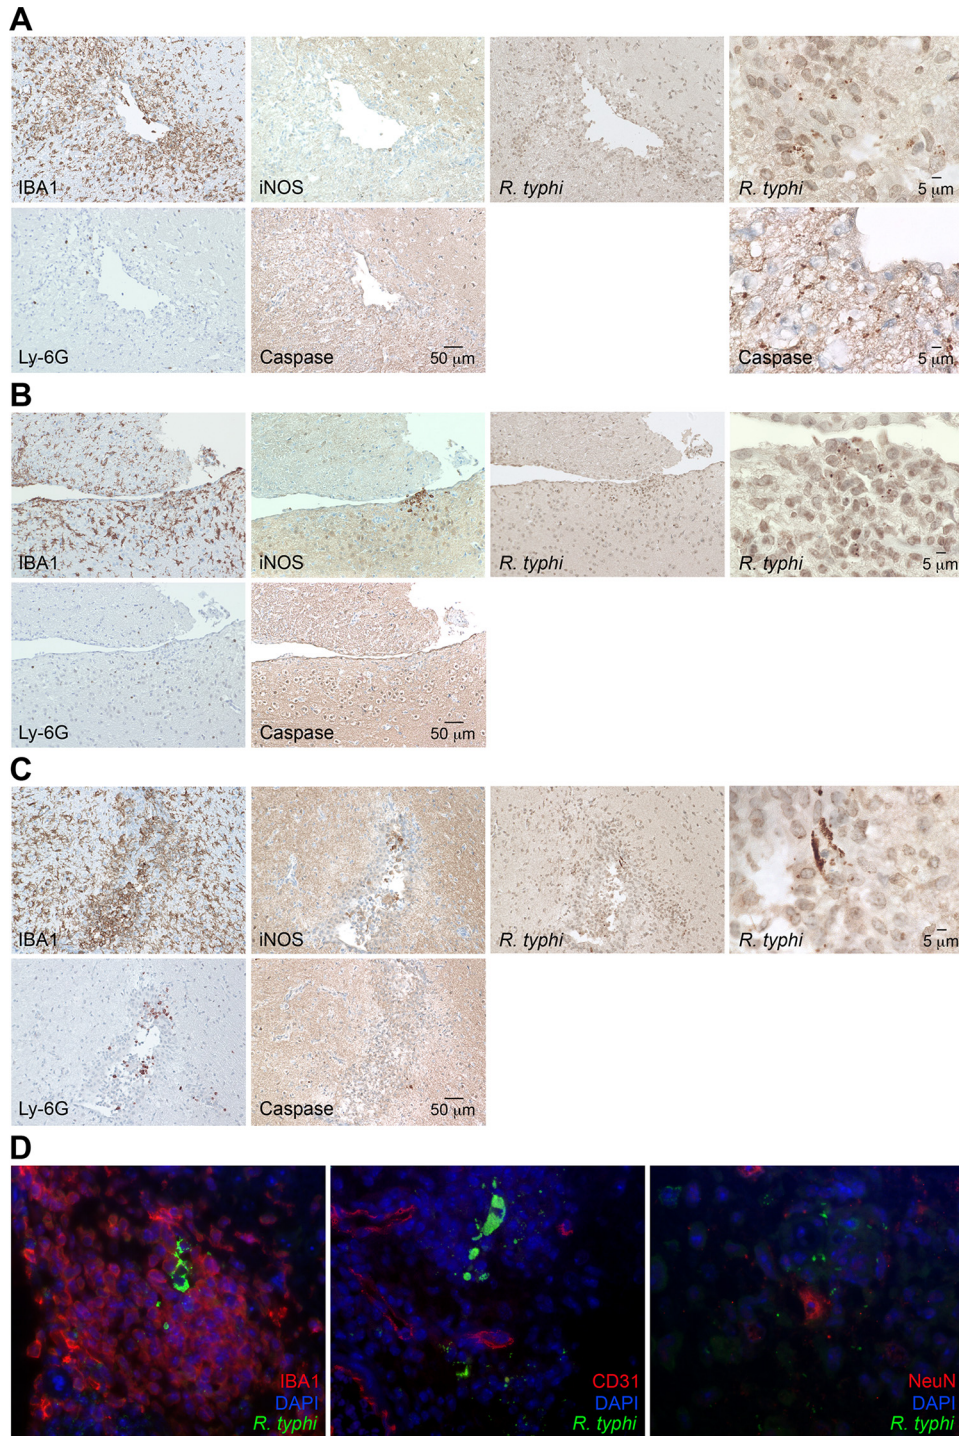 A
IBA1
iNOS
R. typhi
R. typhi
5 μm
Ly-6G
Caspase
50 μm
Caspase
5 μm
B
IBA1
iNOS
R. typhi
R. typhi
5 μm
Ly-6G
Caspase
50 μm
C
IBA1
iNOS
R. typhi
R. typhi
5 μm
Ly-6G
Caspase
50 μm
D
IBA1
DAPI
R. typhi
CD31
DAPI
R. typhi
NeuN
DAPI
R. typhi